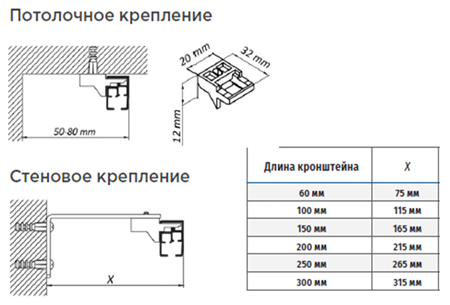 Потолочное крепление
20 mm
32 mm
12 mm
50-80 mm
Стеновое крепление
X
Длина кронштейна X
60 мм 75 мм
100 мм 115 мм
150 мм 165 мм
200 мм 215 мм
250 мм 265 мм
300 мм 315 мм